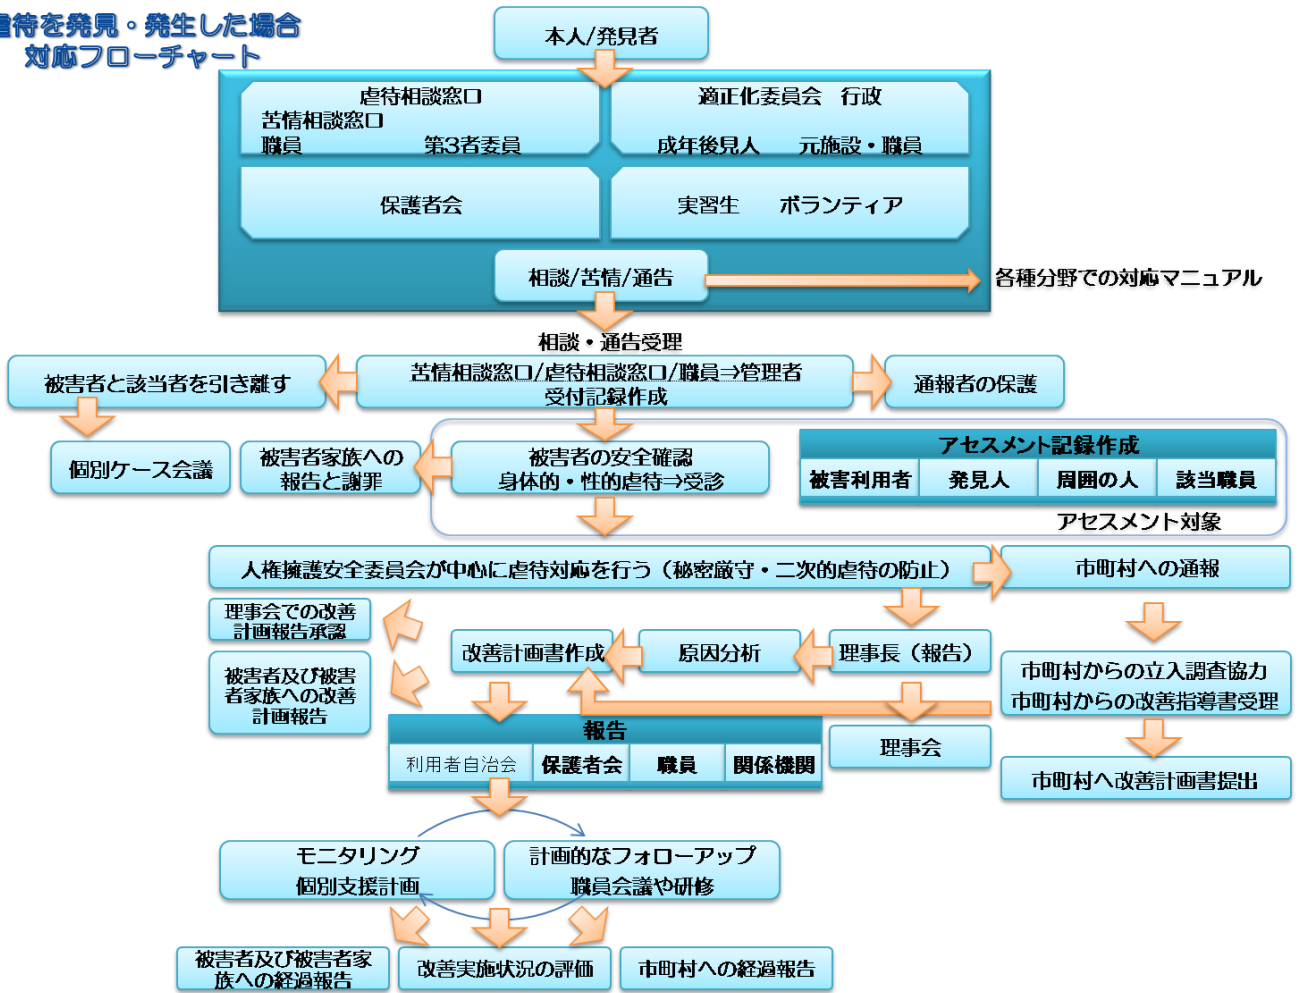 虐待を発見・発生した場合
対応フローチャート
本人/発見者
虐待相談窓口
苦情相談窓口
職員 第3者委員
適正化委員会 行政
成年後見人 元施設・職員
保護者会
実習生 ボランティア
相談/苦情/通告
各種分野での対応マニュアル
相談・通告受理
被害者と該当者を引き離す
苦情相談窓口/虐待相談窓口/職員⇒管理者
受付記録作成
通報者の保護
個別ケース会議
被害者家族への
報告と謝罪
被害者の安全確認
身体的・性的虐待⇒受診
アセスメント記録作成
被害利用者 発見人 周囲の人 該当職員
アセスメント対象
人権擁護安全委員会が中心に虐待対応を行う（秘密厳守・二次的虐待の防止）
市町村への通報
理事会での改善
計画報告承認
改善計画書作成
原因分析
理事長（報告）
被害者及び被害
者家族への改善
計画報告
市町村からの立入調査協力
市町村からの改善指導書受理
報告
利用者自治会 保護者会 職員 関係機関
理事会
市町村へ改善計画書提出
モニタリング
個別支援計画
計画的なフォローアップ
職員会議や研修
被害者及び被害者家
族への経過報告
改善実施状況の評価
市町村への経過報告